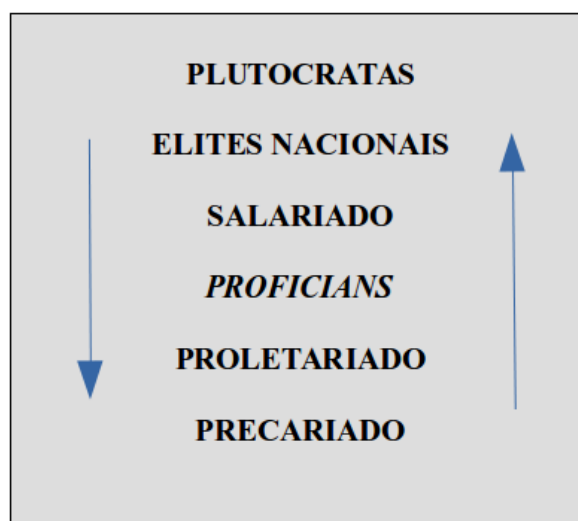 PLUTOCRATAS
ELITES NACIONAIS
SALARIADO
PROFICIANS
PROLETARIADO
PRECARIADO